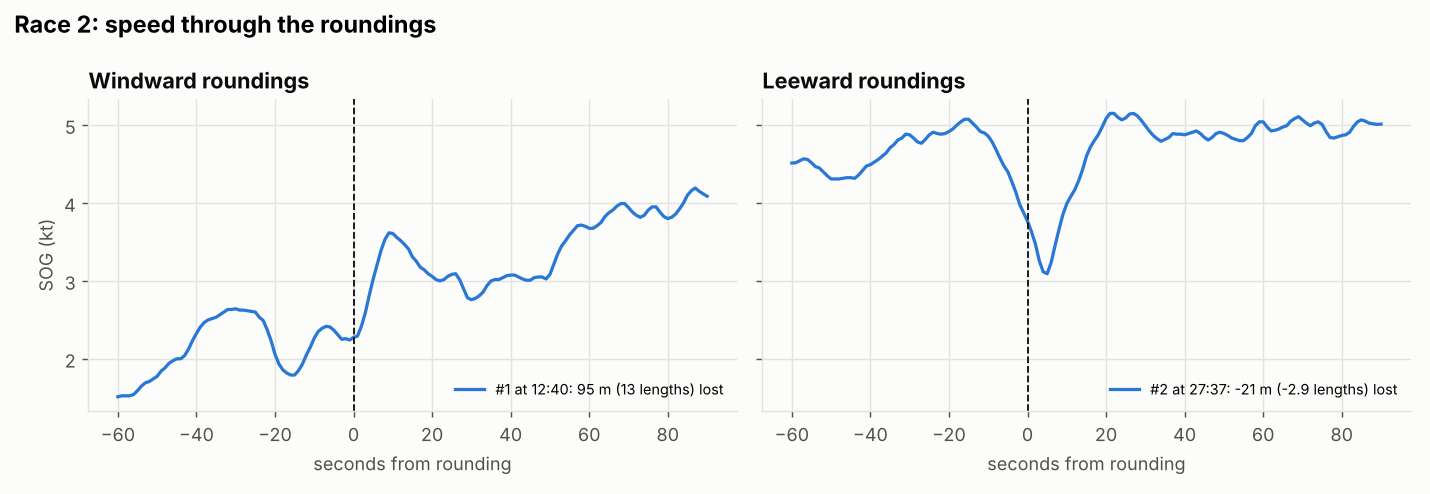 Race 2: speed through the roundings
Windward roundings
SOG (kt)
5
4
3
2
#1 at 12:40: 95 m (13 lengths) lost
−60 −40 −20 0 20 40 60 80
seconds from rounding
Leeward roundings
#2 at 27:37: -21 m (-2.9 lengths) lost
−60 −40 −20 0 20 40 60 80
seconds from rounding